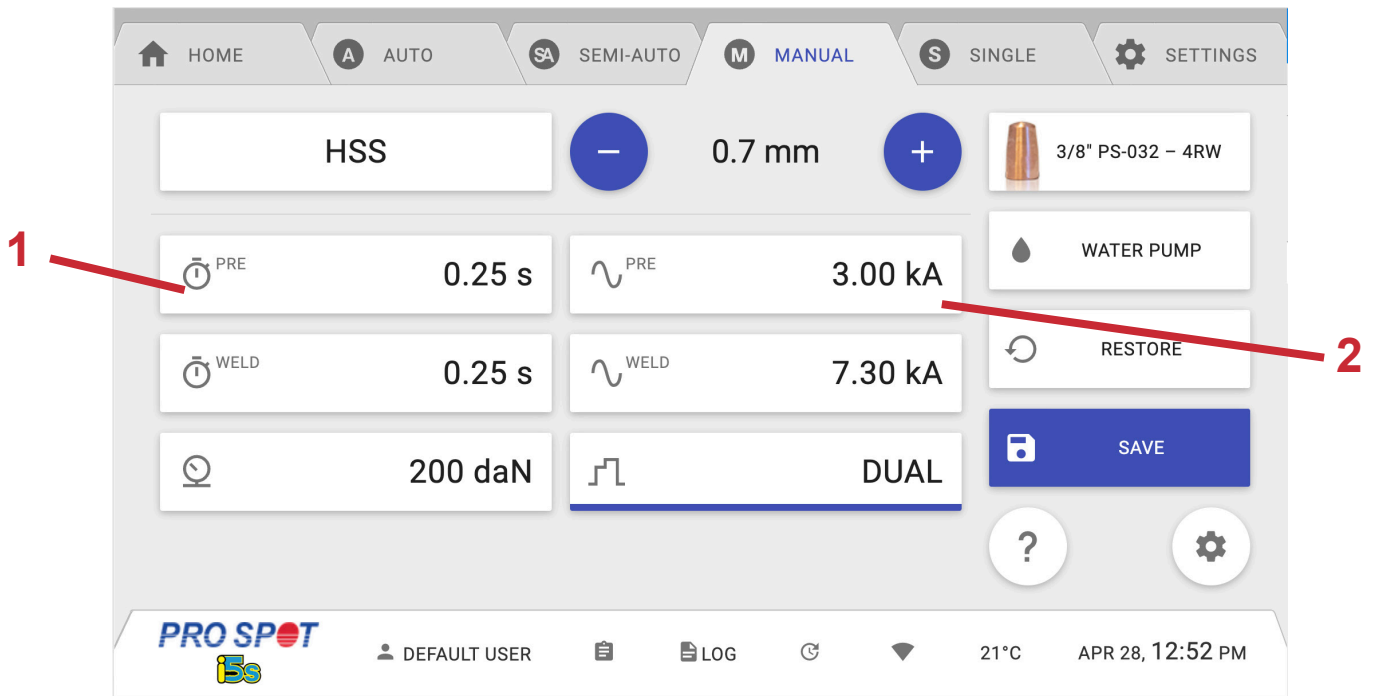 HOME
A AUTO
SA SEMI-AUTO
M MANUAL
S SINGLE
SETTINGS
HSS
−
0.7 mm
+
3/8" PS-032 – 4RW
1
PRE 0.25 s
PRE 3.00 kA
WATER PUMP
WELD 0.25 s
WELD 7.30 kA
RESTORE
2
200 daN
DUAL
SAVE
?
PRO SPOT
i5s
DEFAULT USER
LOG
21°C
APR 28, 12:52 PM